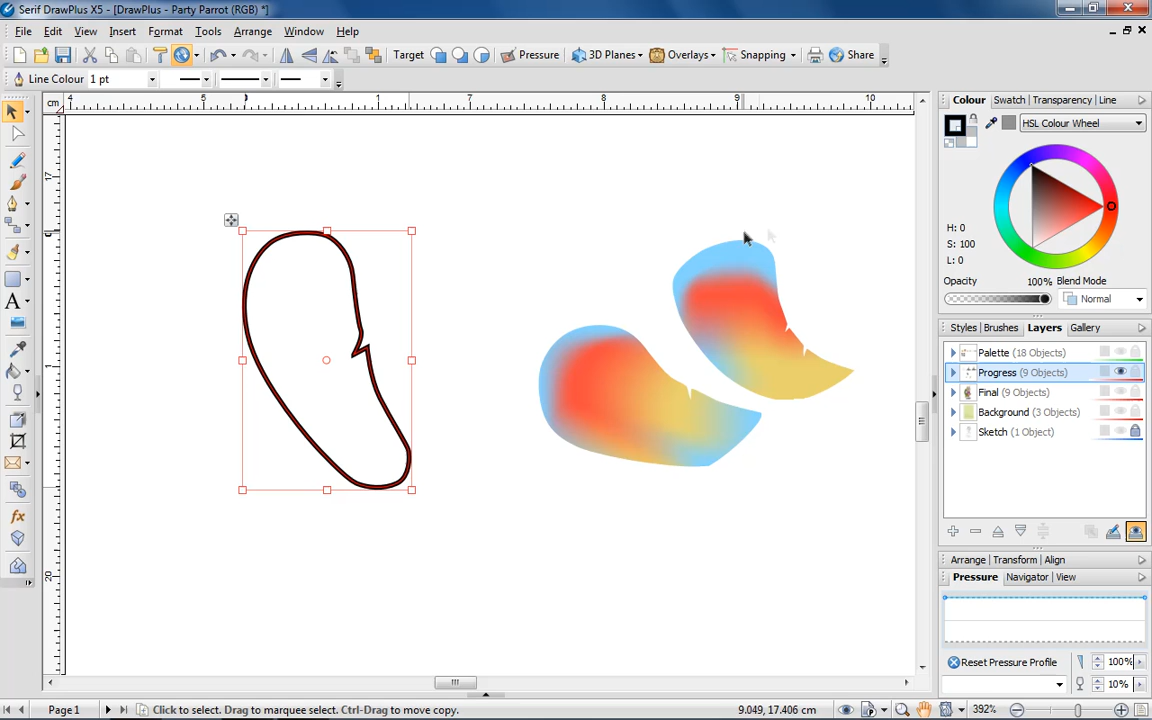 Serif DrawPlus X5 - [DrawPlus - Party Parrot (RGB) *]
File Edit View Insert Format Tools Arrange Window Help
Target Pressure 3D Planes Overlays Snapping Share
Line Colour 1 pt
cm 4 5 1 7 8 9 10
17
1
20
Colour Swatch Transparency Line
HSL Colour Wheel
H: 0
S: 100
L: 0
Opacity 100% Blend Mode
Normal
Styles Brushes Layers Gallery
Palette (18 Objects)
Progress (9 Objects)
Final (9 Objects)
Background (3 Objects)
Sketch (1 Object)
Arrange Transform Align
Pressure Navigator View
Reset Pressure Profile 100%
10%
Page 1 Click to select. Drag to marquee select. Ctrl-Drag to move copy. 9.049, 17.406 cm 392%